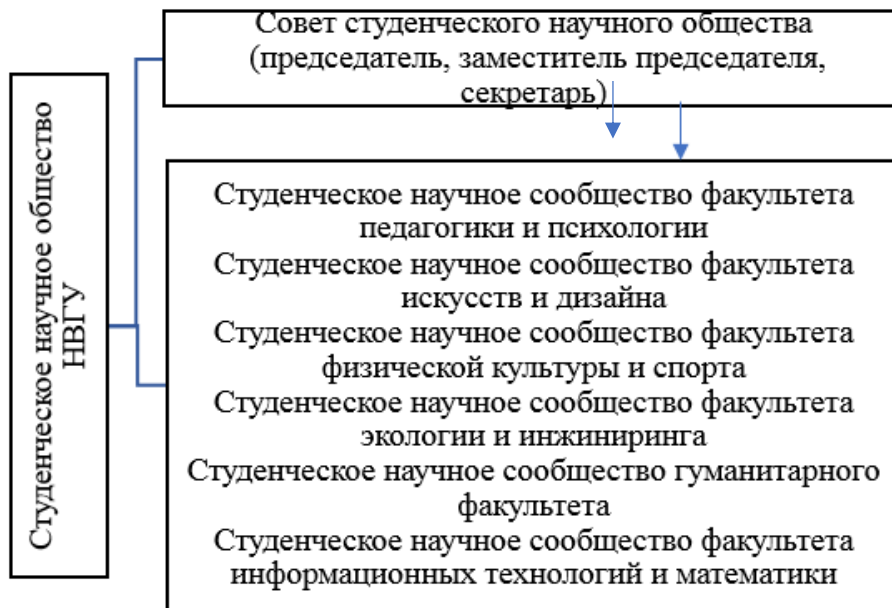 Студенческое научное общество
НВГУ
Совет студенческого научного общества
(председатель, заместитель председателя,
секретарь)
Студенческое научное сообщество факультета
педагогики и психологии
Студенческое научное сообщество факультета
искусств и дизайна
Студенческое научное сообщество факультета
физической культуры и спорта
Студенческое научное сообщество факультета
экологии и инжиниринга
Студенческое научное сообщество гуманитарного
факультета
Студенческое научное сообщество факультета
информационных технологий и математики